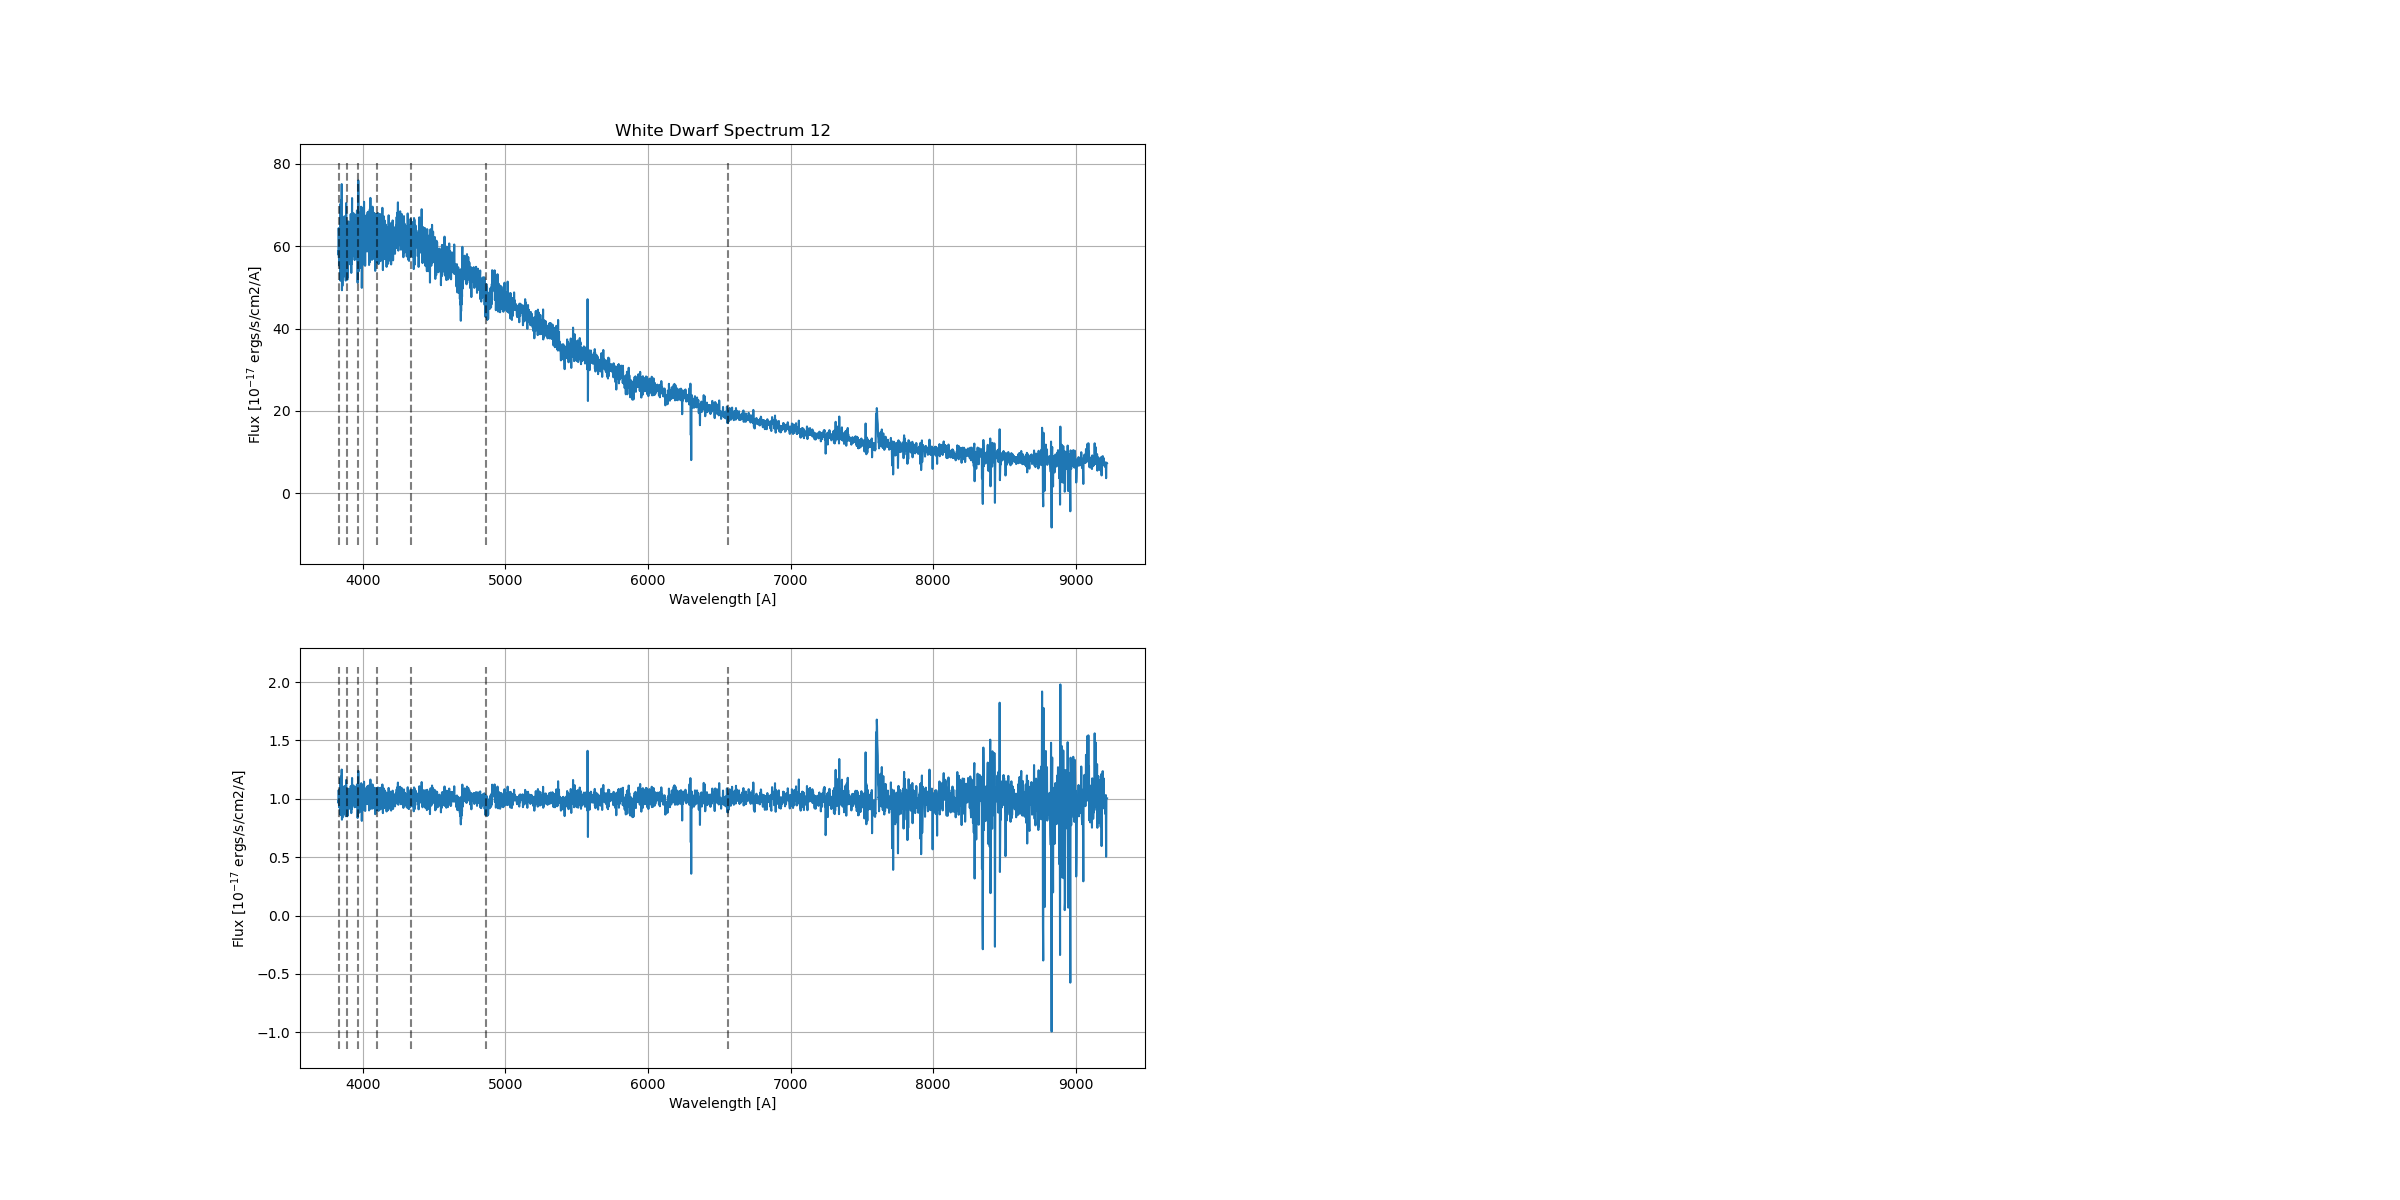 White Dwarf Spectrum 12
80
60
40
20
0
Flux [10⁻¹⁷ ergs/s/cm2/A]
4000 5000 6000 7000 8000 9000
Wavelength [A]
2.0
1.5
1.0
0.5
0.0
−0.5
−1.0
Flux [10⁻¹⁷ ergs/s/cm2/A]
4000 5000 6000 7000 8000 9000
Wavelength [A]